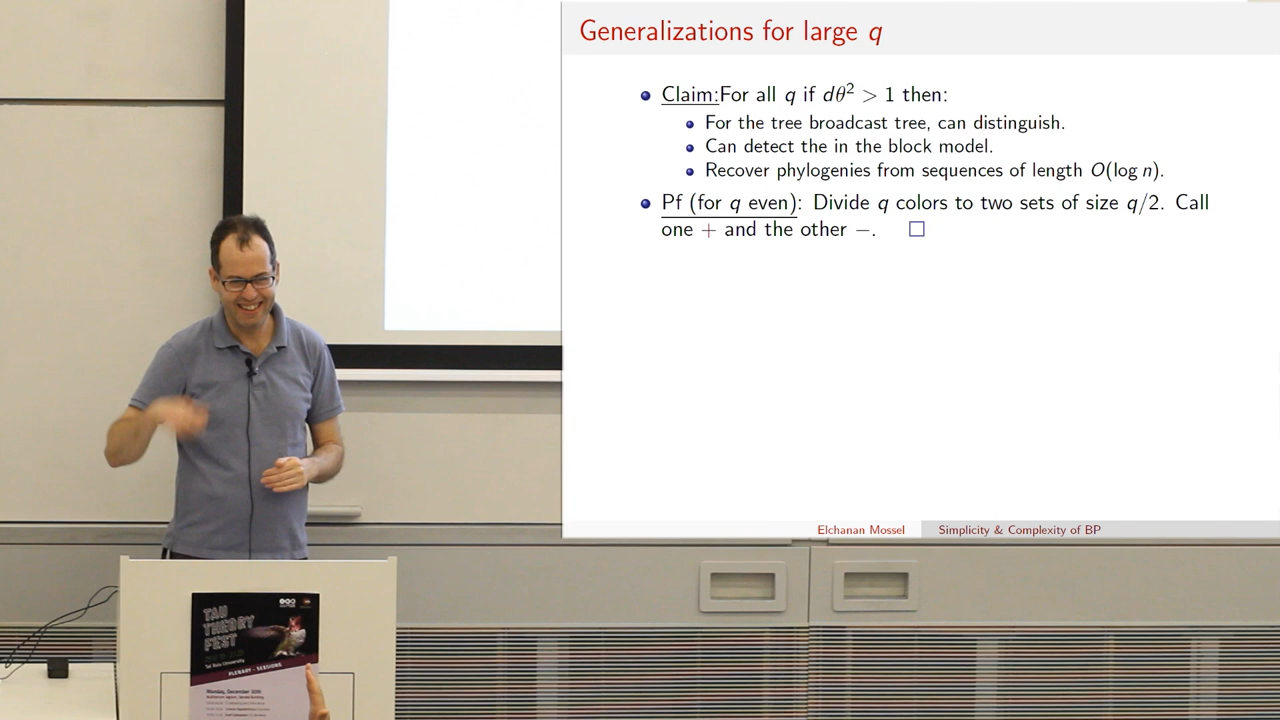 Generalizations for large q
Claim:For all q if dθ² > 1 then:
For the tree broadcast tree, can distinguish.
Can detect the in the block model.
Recover phylogenies from sequences of length O(log n).
Pf (for q even): Divide q colors to two sets of size q/2. Call
one + and the other −. □
Elchanan Mossel Simplicity & Complexity of BP
TAU
THEORY
FEST
Tel Aviv University
PLENARY - SESSIONS
Monday, December 30th